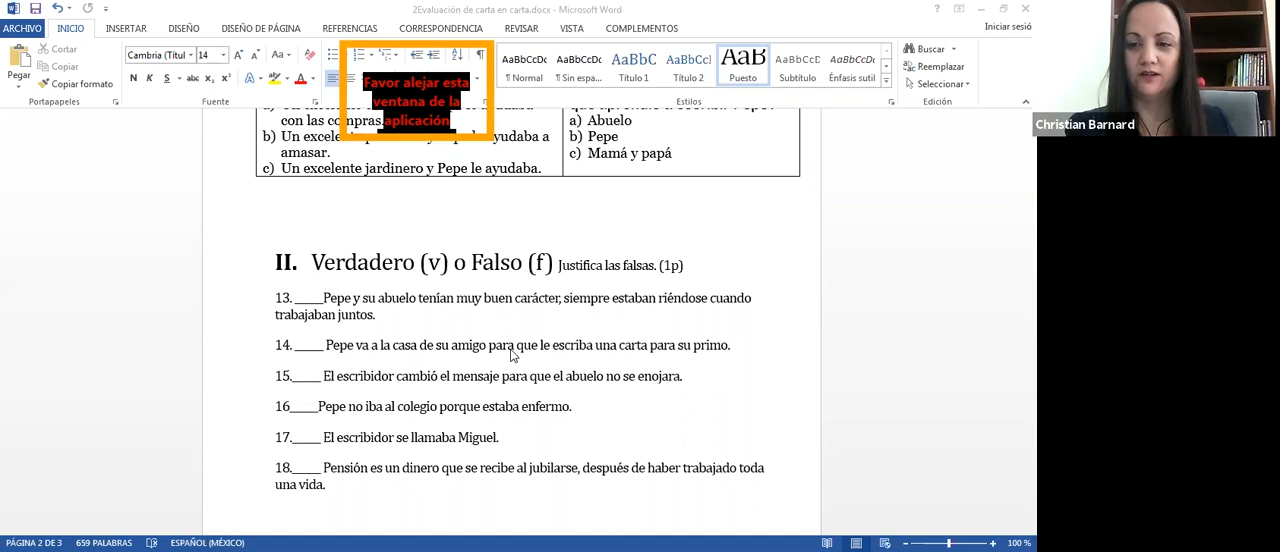 2Evaluación de carta en carta.docx - Microsoft Word
ARCHIVO INICIO INSERTAR DISEÑO DISEÑO DE PÁGINA REFERENCIAS CORRESPONDENCIA REVISAR VISTA COMPLEMENTOS Iniciar sesió
Pegar
Cortar
Copiar
Copiar formato
Portapapeles
Cambria (Títul 14
Fuente
Favor alejar esta
ventana de la
aplicación
AaBbCcDc AaBbCcDc AaBbC AaBbCc AaB AaBbCcD AaBbCcDc
¶ Normal ¶ Sin espa... Título 1 Título 2 Puesto Subtítulo Énfasis sutil
Estilos
Buscar
Reemplazar
Seleccionar
Edición
Christian Barnard
con las compras.
b) Un excelente ayudaba a
amasar.
c) Un excelente jardinero y Pepe le ayudaba.
a) Abuelo
b) Pepe
c) Mamá y papá
II. Verdadero (v) o Falso (f) Justifica las falsas. (1p)
13. _____Pepe y su abuelo tenían muy buen carácter, siempre estaban riéndose cuando
trabajaban juntos.
14. _____ Pepe va a la casa de su amigo para que le escriba una carta para su primo.
15._____ El escribidor cambió el mensaje para que el abuelo no se enojara.
16_____Pepe no iba al colegio porque estaba enfermo.
17._____ El escribidor se llamaba Miguel.
18._____ Pensión es un dinero que se recibe al jubilarse, después de haber trabajado toda
una vida.
PÁGINA 2 DE 3 659 PALABRAS ESPAÑOL (MÉXICO) 100 %